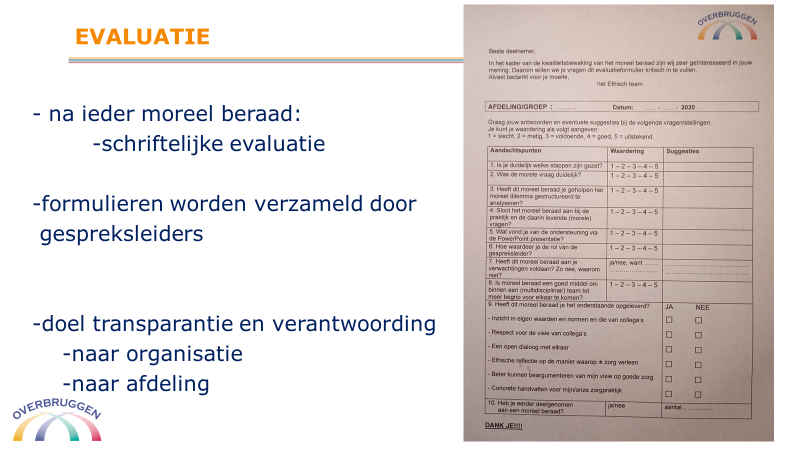 EVALUATIE
- na ieder moreel beraad:
-schriftelijke evaluatie
-formulieren worden verzameld door
gespreksleiders
-doel transparantie en verantwoording
-naar organisatie
-naar afdeling
OVERBRUGGEN
OVERBRUGGEN
Beste deelnemer,
In het kader van de kwaliteitsbewaking van het moreel beraad zijn wij zeer geïnteresseerd in jouw
mening. Daarom willen we je vragen dit evaluatieformulier kritisch in te vullen.
Alvast bedankt voor je moeite,
het Ethisch team.
AFDELING/GROEP : ......... Datum: ...... - ...... - 2020
Graag jouw antwoorden en eventuele suggesties bij de volgende vragen/stellingen.
Je kunt je waardering als volgt aangeven:
1 = slecht, 2 = matig, 3 = voldoende, 4 = goed, 5 = uitstekend.
Aandachtspunten Waardering Suggesties
1. Is je duidelijk welke stappen zijn gezet? 1 – 2 – 3 – 4 – 5
2. Was de morele vraag duidelijk? 1 – 2 – 3 – 4 – 5
3. Heeft dit moreel beraad je geholpen het 1 – 2 – 3 – 4 – 5
moreel dilemma gestructureerd te
analyseren?
4. Sloot het moreel beraad aan bij de 1 – 2 – 3 – 4 – 5
praktijk en de daarin levende (morele)
vragen?
5. Wat vond je van de ondersteuning via 1 – 2 – 3 – 4 – 5
de PowerPoint presentatie?
6. Hoe waardeer je de rol van de 1 – 2 – 3 – 4 – 5
gespreksleider?
7. Heeft dit moreel beraad aan je ja/nee, want .......
verwachtingen voldaan? Zo nee, waarom
niet?
8. Is moreel beraad een goed middel om 1 – 2 – 3 – 4 – 5
binnen een (multidisciplinair) team tot
meer begrip voor elkaar te komen?
9. Heeft dit moreel beraad je het onderstaande opgeleverd? JA NEE
- Inzicht in eigen waarden en normen en die van collega's
- Respect voor de visie van collega's
- Een open dialoog met elkaar
- Ethische reflectie op de manier waarop ik zorg verleen
- Beter kunnen beargumenteren van mijn visie op goede zorg
- Concrete handvatten voor mijn/onze zorgpraktijk
10. Heb je eerder deelgenomen ja/nee aantal..............
aan een moreel beraad?
DANK JE!!!!